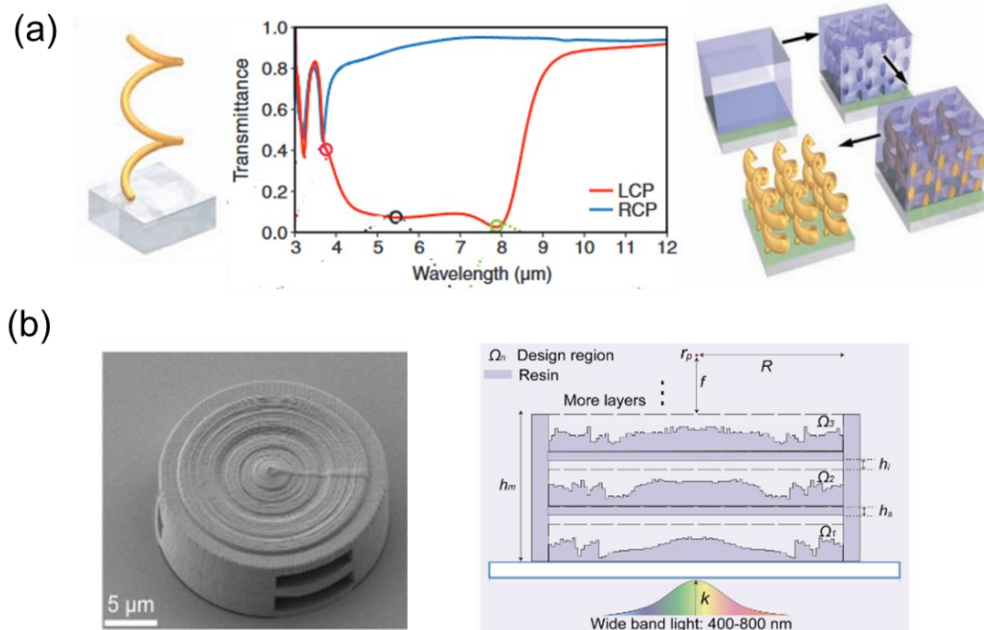 (a)
Transmittance
1.0
0.8
0.6
0.4
0.2
0.0
LCP
RCP
3 4 5 6 7 8 9 10 11 12
Wavelength (μm)
(b)
5 μm
Ωn Design region
Resin
More layers
rp
R
f
Ω3
hi
Ω2
hm
hs
Ω1
k
Wide band light: 400-800 nm